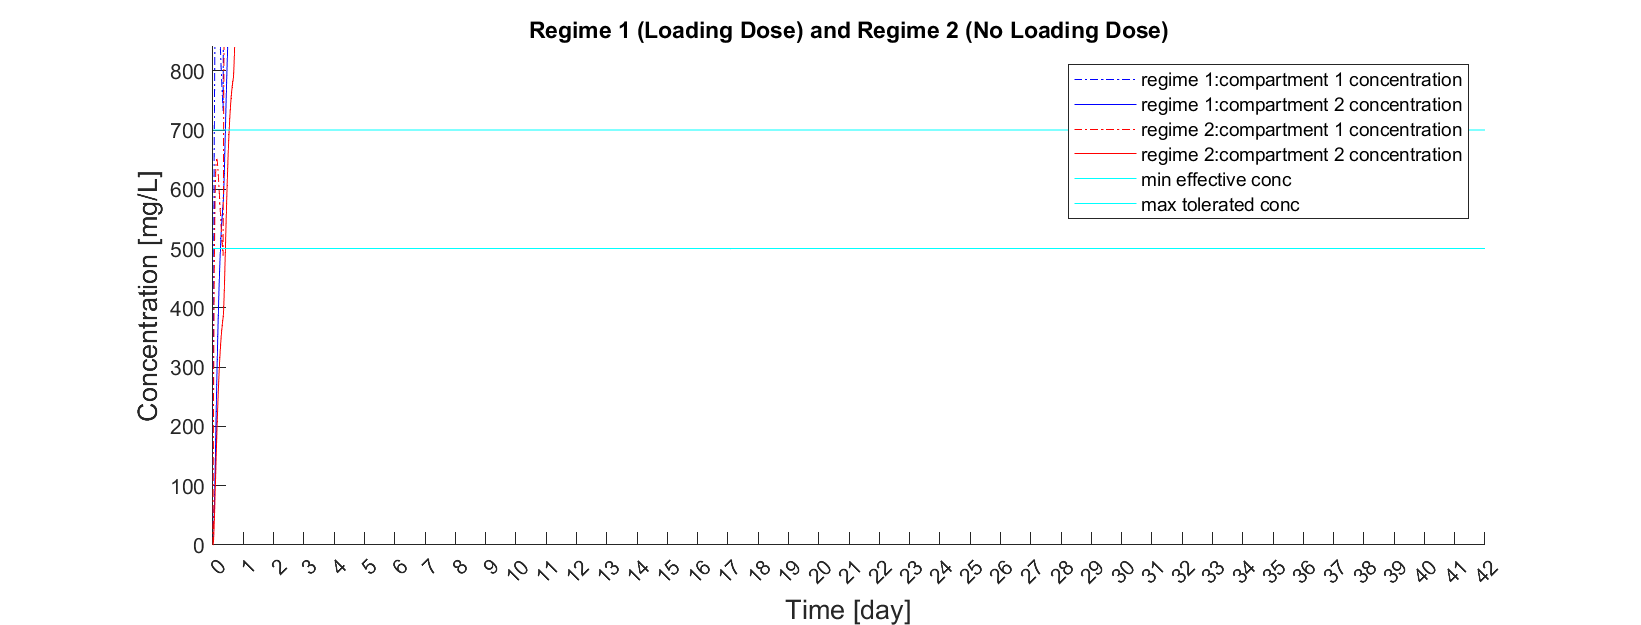 Regime 1 (Loading Dose) and Regime 2 (No Loading Dose)
regime 1:compartment 1 concentration
regime 1:compartment 2 concentration
regime 2:compartment 1 concentration
regime 2:compartment 2 concentration
min effective conc
max tolerated conc
Concentration [mg/L]
800
700
600
500
400
300
200
100
0
0 1 2 3 4 5 6 7 8 9 10 11 12 13 14 15 16 17 18 19 20 21 22 23 24 25 26 27 28 29 30 31 32 33 34 35 36 37 38 39 40 41 42
Time [day]